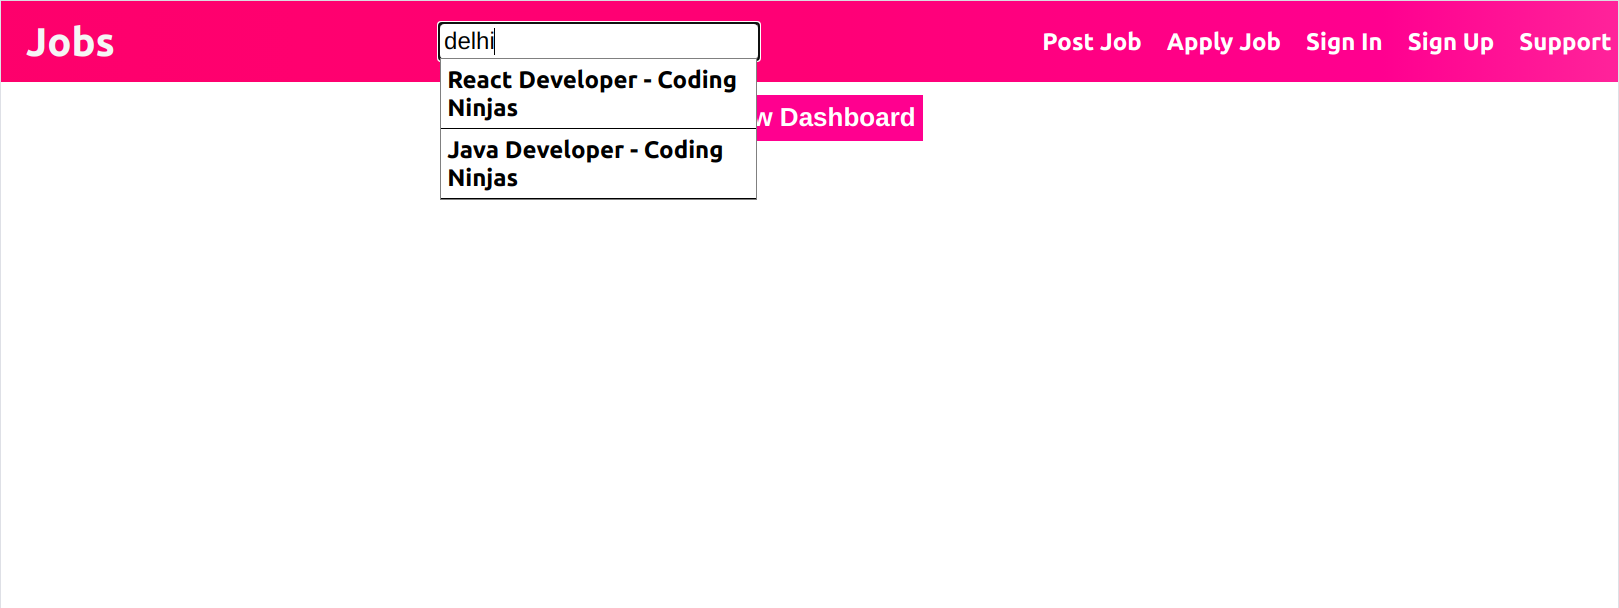 Jobs
delhi
Post Job
Apply Job
Sign In
Sign Up
Support
React Developer - Coding
Ninjas
Java Developer - Coding
Ninjas
Dashboard